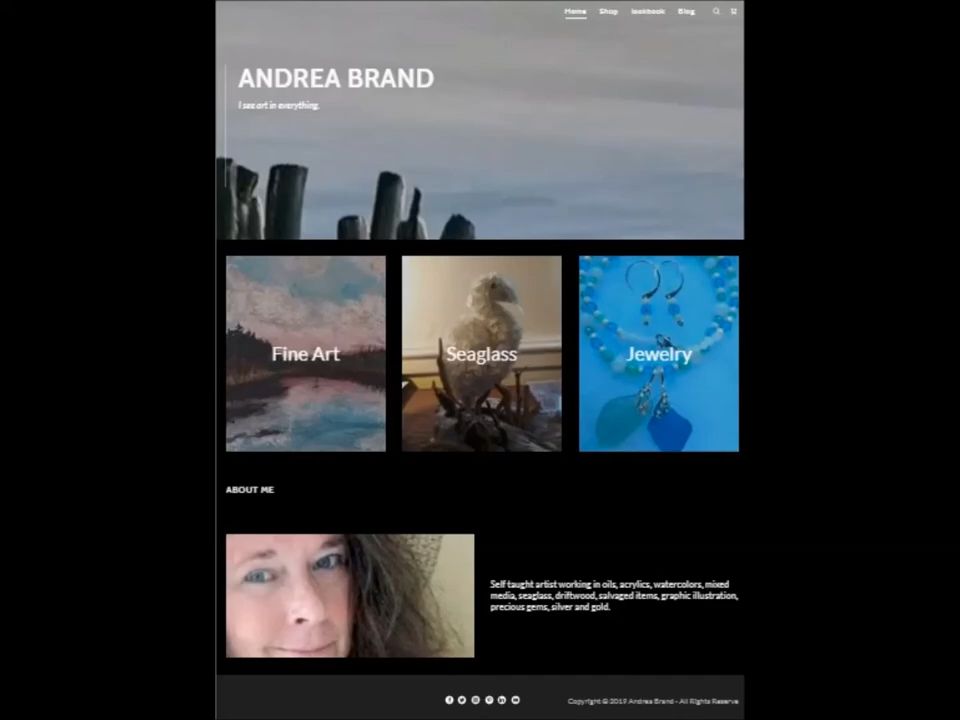 Home Shop lookbook Blog
ANDREA BRAND
I see art in everything.
Fine Art
Seaglass
Jewelry
ABOUT ME
Self taught artist working in oils, acrylics, watercolors, mixed
media, seaglass, driftwood, salvaged items, graphic illustration,
precious gems, silver and gold.
Copyright © 2019 Andrea Brand - All Rights Reserve